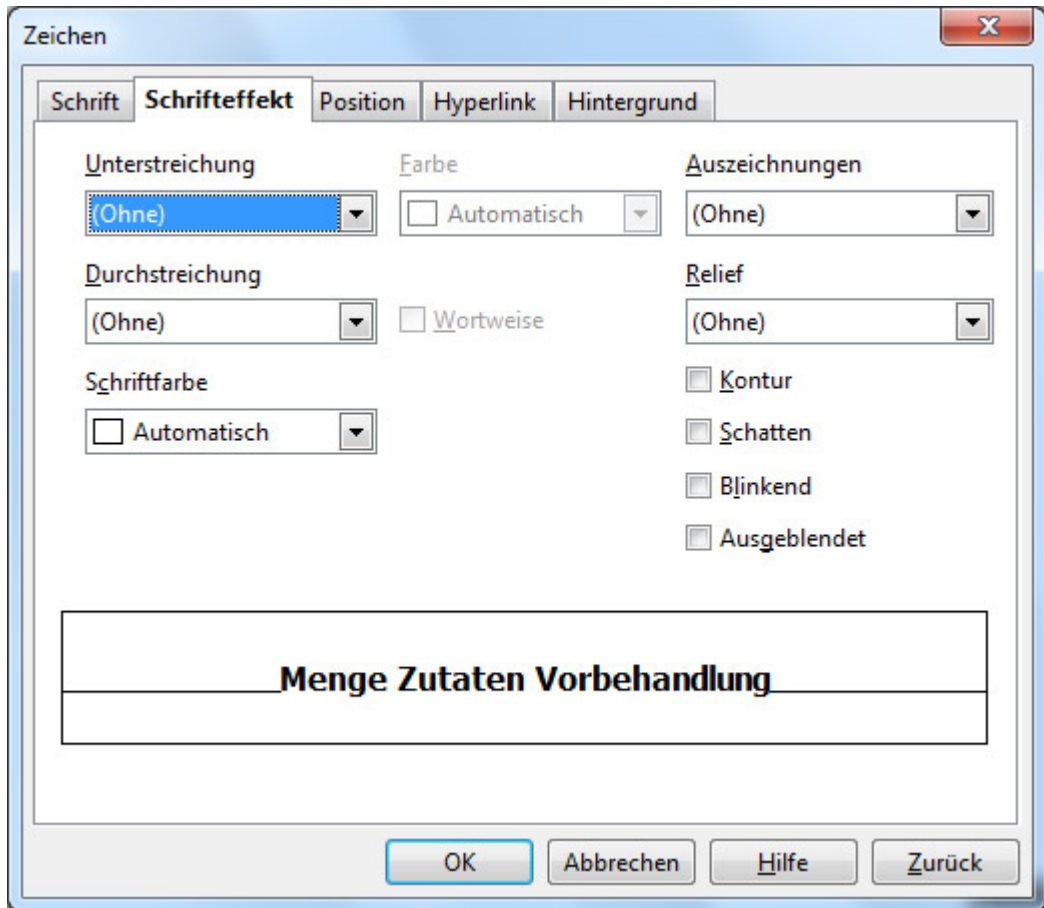 Zeichen
Schrift Schrifteffekt Position Hyperlink Hintergrund
Unterstreichung Farbe Auszeichnungen
(Ohne) Automatisch (Ohne)
Durchstreichung Relief
(Ohne) Wortweise (Ohne)
Schriftfarbe Kontur
Automatisch Schatten
Blinkend
Ausgeblendet
Menge Zutaten Vorbehandlung
OK Abbrechen Hilfe Zurück